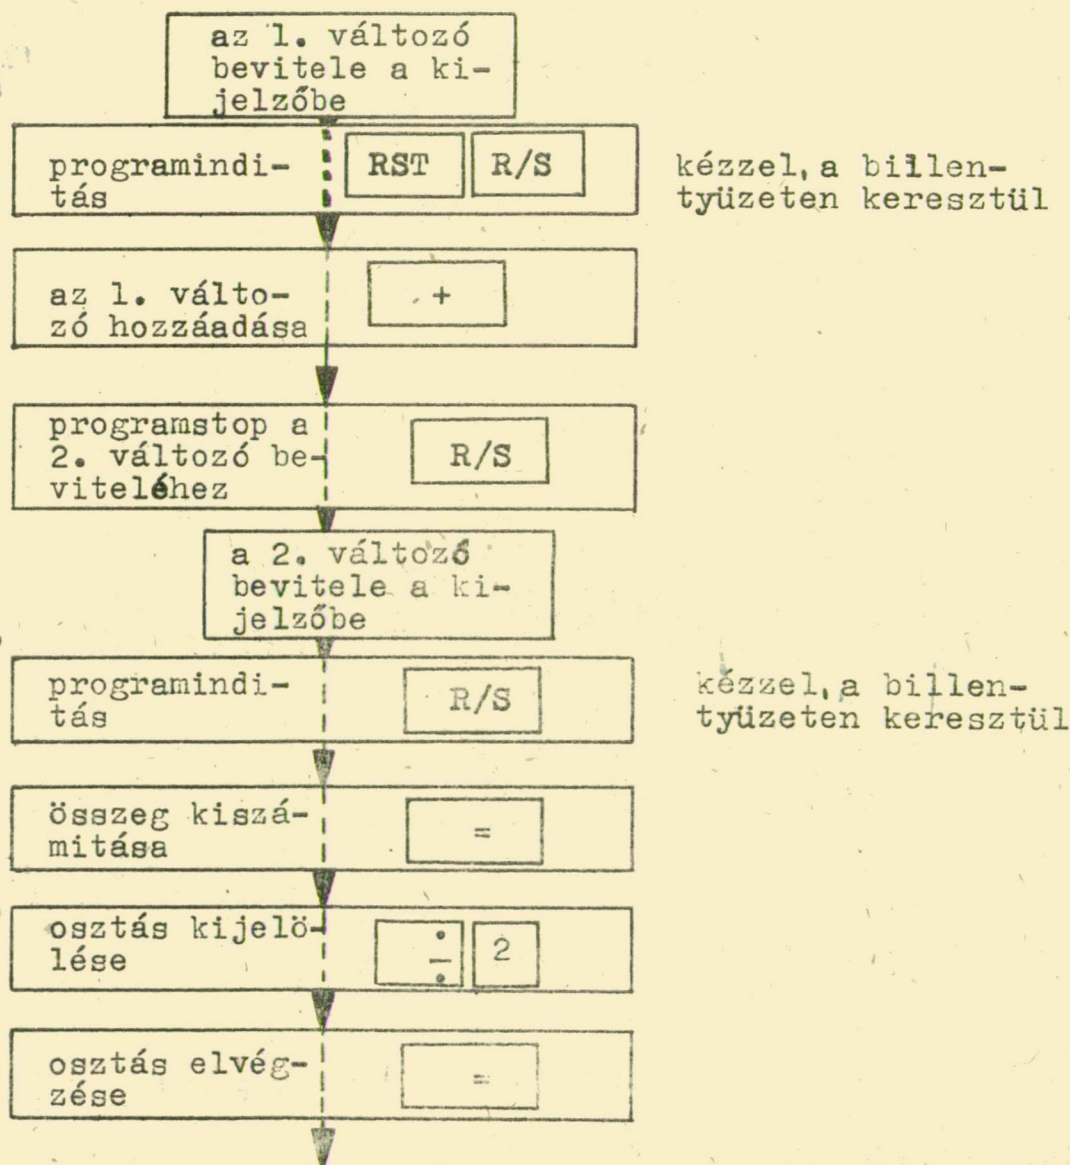 az 1. változó
bevitele a ki-
jelzőbe
programindi-
tás
RST R/S
kézzel, a billen-
tyüzeten keresztül
az 1. válto-
zó hozzáadása
+
programstop a
2. változó be-
viteléhez
R/S
a 2. változó
bevitele a ki-
jelzőbe
programindi-
tás
R/S
kézzel, a billen-
tyüzeten keresztül
összeg kiszá-
mitása
=
osztás kijelö-
lése
÷ 2
osztás elvég-
zése
=